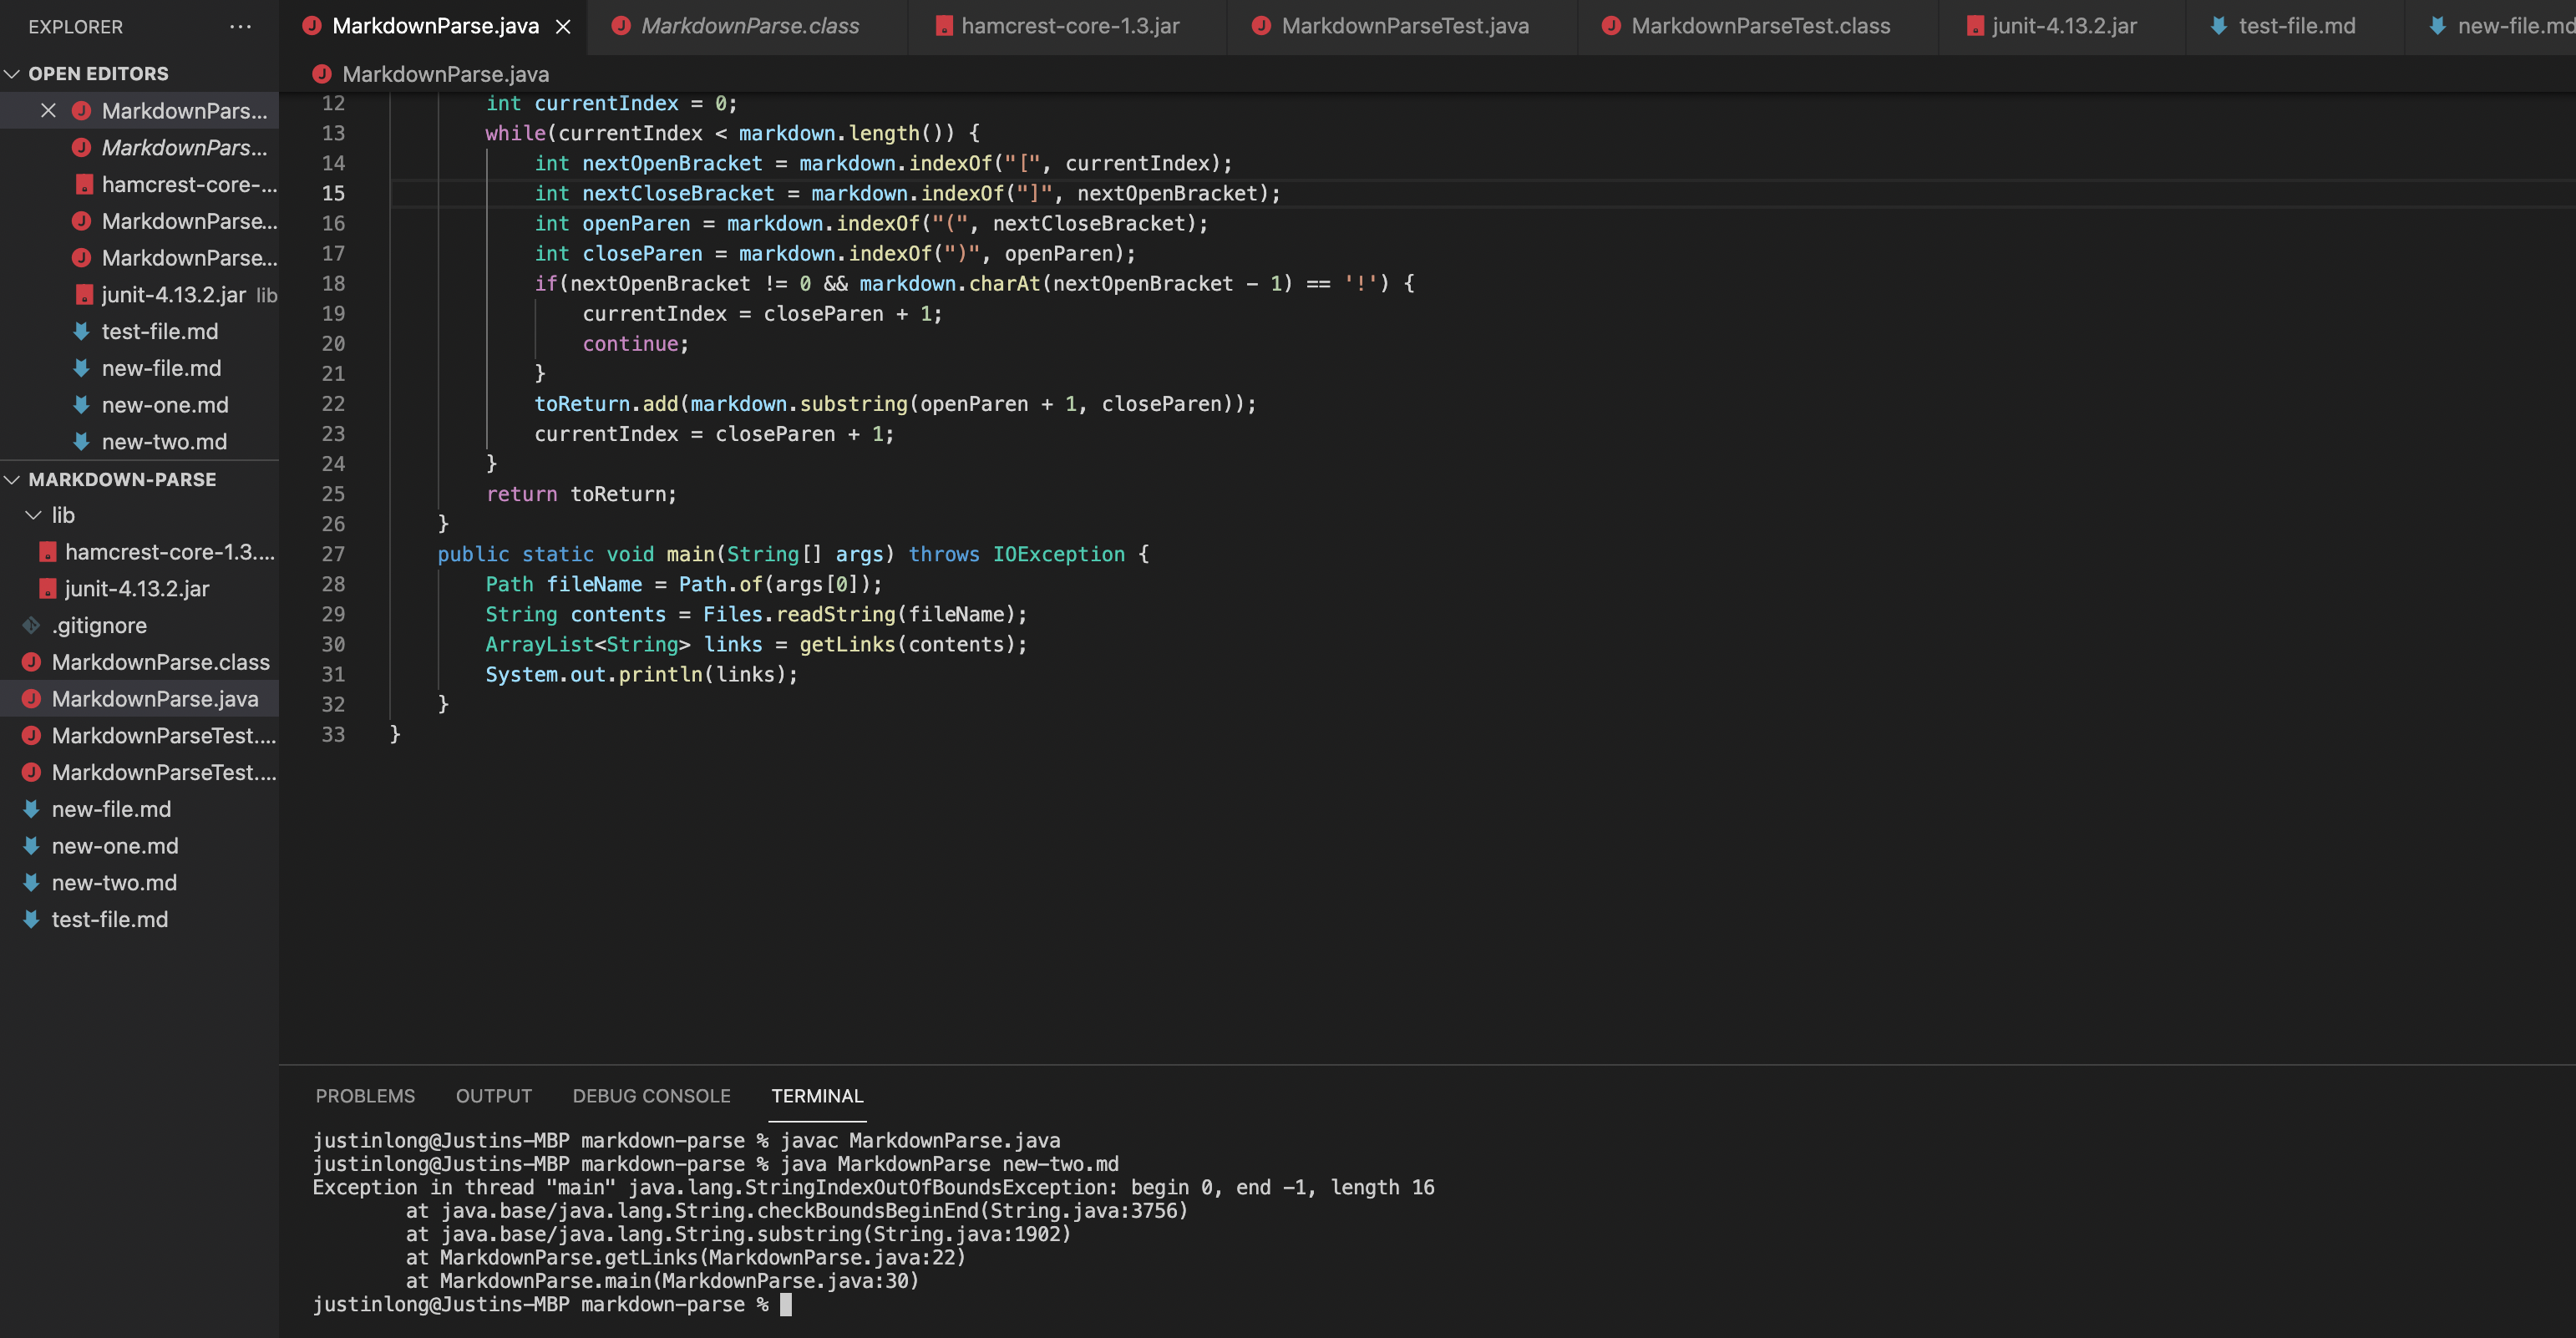 EXPLORER ···
OPEN EDITORS
MarkdownPars...
MarkdownPars...
hamcrest-core-...
MarkdownParse...
MarkdownParse...
junit-4.13.2.jar lib
test-file.md
new-file.md
new-one.md
new-two.md
MARKDOWN-PARSE
lib
hamcrest-core-1.3....
junit-4.13.2.jar
.gitignore
MarkdownParse.class
MarkdownParse.java
MarkdownParseTest....
MarkdownParseTest....
new-file.md
new-one.md
new-two.md
test-file.md
MarkdownParse.java MarkdownParse.class hamcrest-core-1.3.jar MarkdownParseTest.java MarkdownParseTest.class junit-4.13.2.jar test-file.md new-file.md
MarkdownParse.java
12 int currentIndex = 0;
13 while(currentIndex < markdown.length()) {
14 int nextOpenBracket = markdown.indexOf("[", currentIndex);
15 int nextCloseBracket = markdown.indexOf("]", nextOpenBracket);
16 int openParen = markdown.indexOf("(", nextCloseBracket);
17 int closeParen = markdown.indexOf(")", openParen);
18 if(nextOpenBracket != 0 && markdown.charAt(nextOpenBracket - 1) == '!') {
19 currentIndex = closeParen + 1;
20 continue;
21 }
22 toReturn.add(markdown.substring(openParen + 1, closeParen));
23 currentIndex = closeParen + 1;
24 }
25 return toReturn;
26 }
27 public static void main(String[] args) throws IOException {
28 Path fileName = Path.of(args[0]);
29 String contents = Files.readString(fileName);
30 ArrayList<String> links = getLinks(contents);
31 System.out.println(links);
32 }
33 }
PROBLEMS OUTPUT DEBUG CONSOLE TERMINAL
justinlong@Justins-MBP markdown-parse % javac MarkdownParse.java
justinlong@Justins-MBP markdown-parse % java MarkdownParse new-two.md
Exception in thread "main" java.lang.StringIndexOutOfBoundsException: begin 0, end -1, length 16
at java.base/java.lang.String.checkBoundsBeginEnd(String.java:3756)
at java.base/java.lang.String.substring(String.java:1902)
at MarkdownParse.getLinks(MarkdownParse.java:22)
at MarkdownParse.main(MarkdownParse.java:30)
justinlong@Justins-MBP markdown-parse %